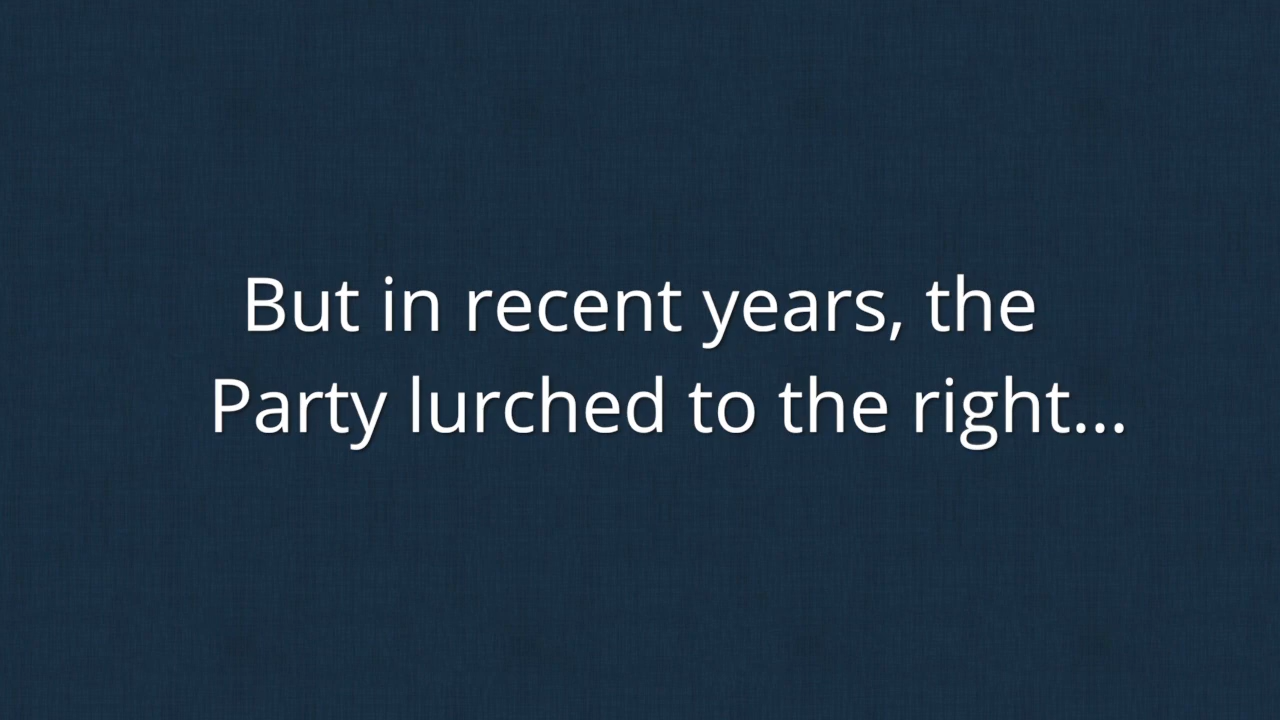 But in recent years, the
Party lurched to the right...